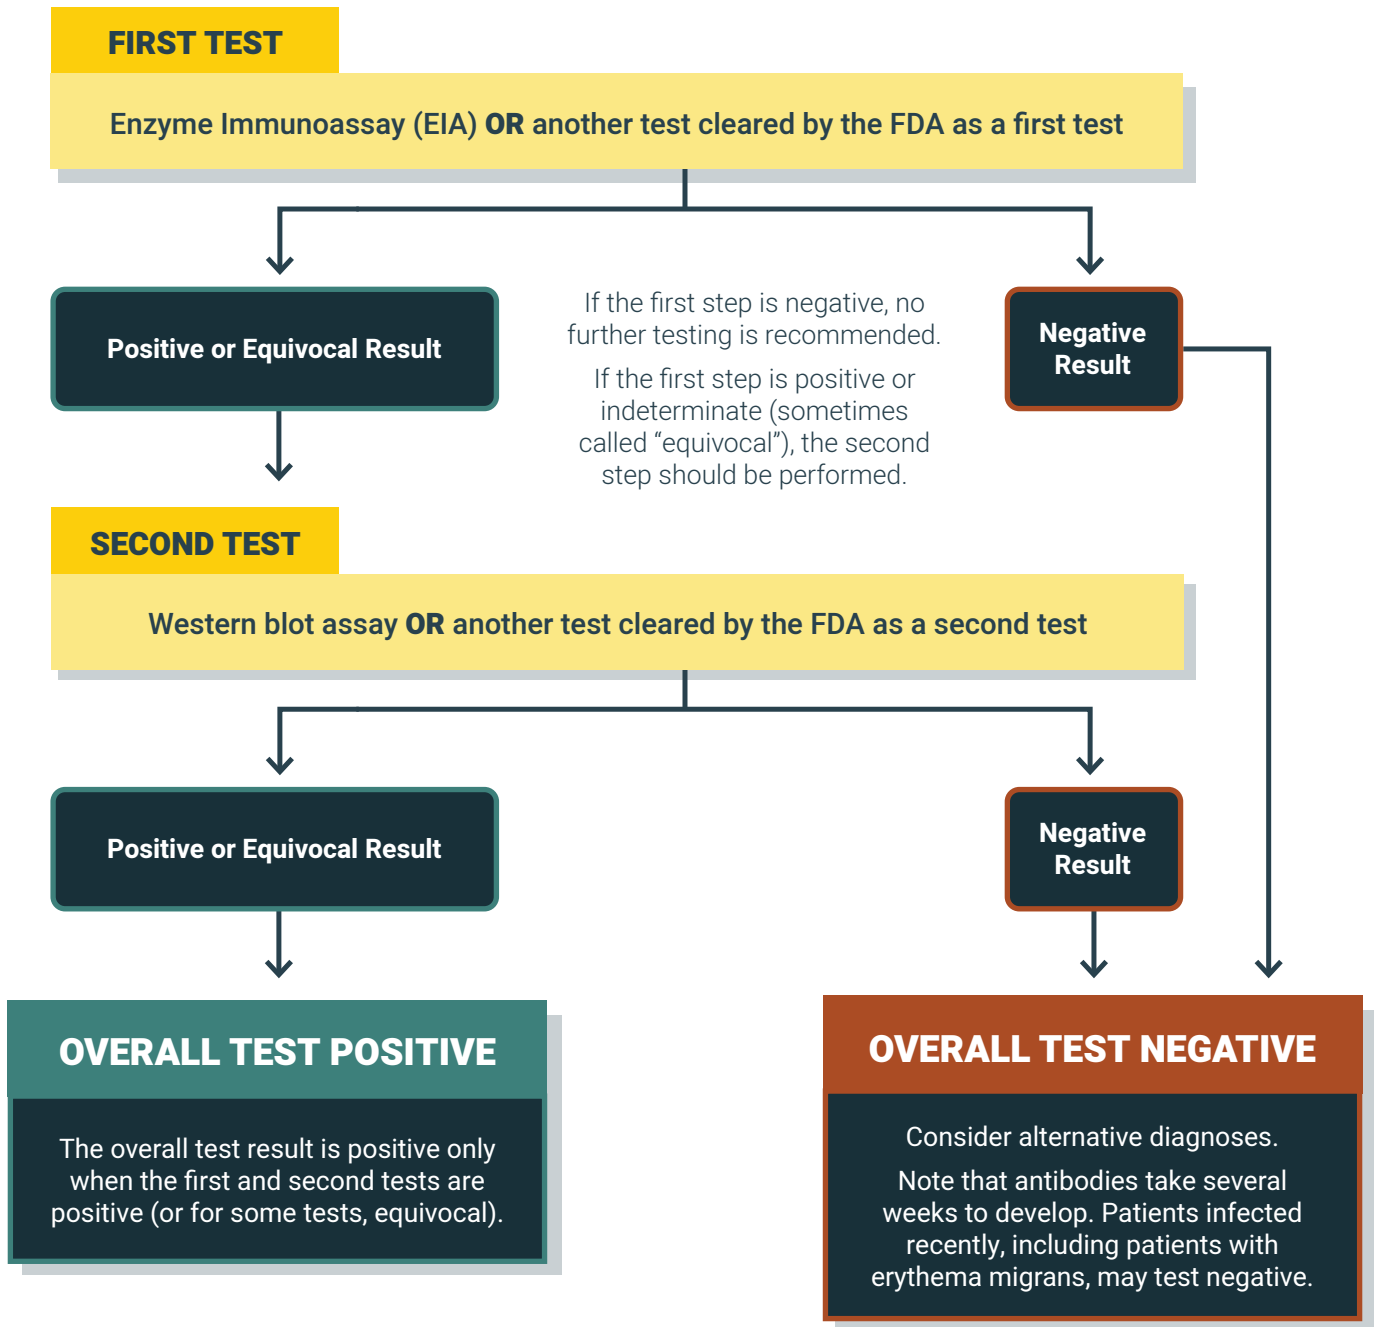 FIRST TEST
Enzyme Immunoassay (EIA) OR another test cleared by the FDA as a first test
Positive or Equivocal Result
If the first step is negative, no
further testing is recommended.
If the first step is positive or
indeterminate (sometimes
called “equivocal”), the second
step should be performed.
Negative
Result
SECOND TEST
Western blot assay OR another test cleared by the FDA as a second test
Positive or Equivocal Result
Negative
Result
OVERALL TEST POSITIVE
The overall test result is positive only
when the first and second tests are
positive (or for some tests, equivocal).
OVERALL TEST NEGATIVE
Consider alternative diagnoses.
Note that antibodies take several
weeks to develop. Patients infected
recently, including patients with
erythema migrans, may test negative.